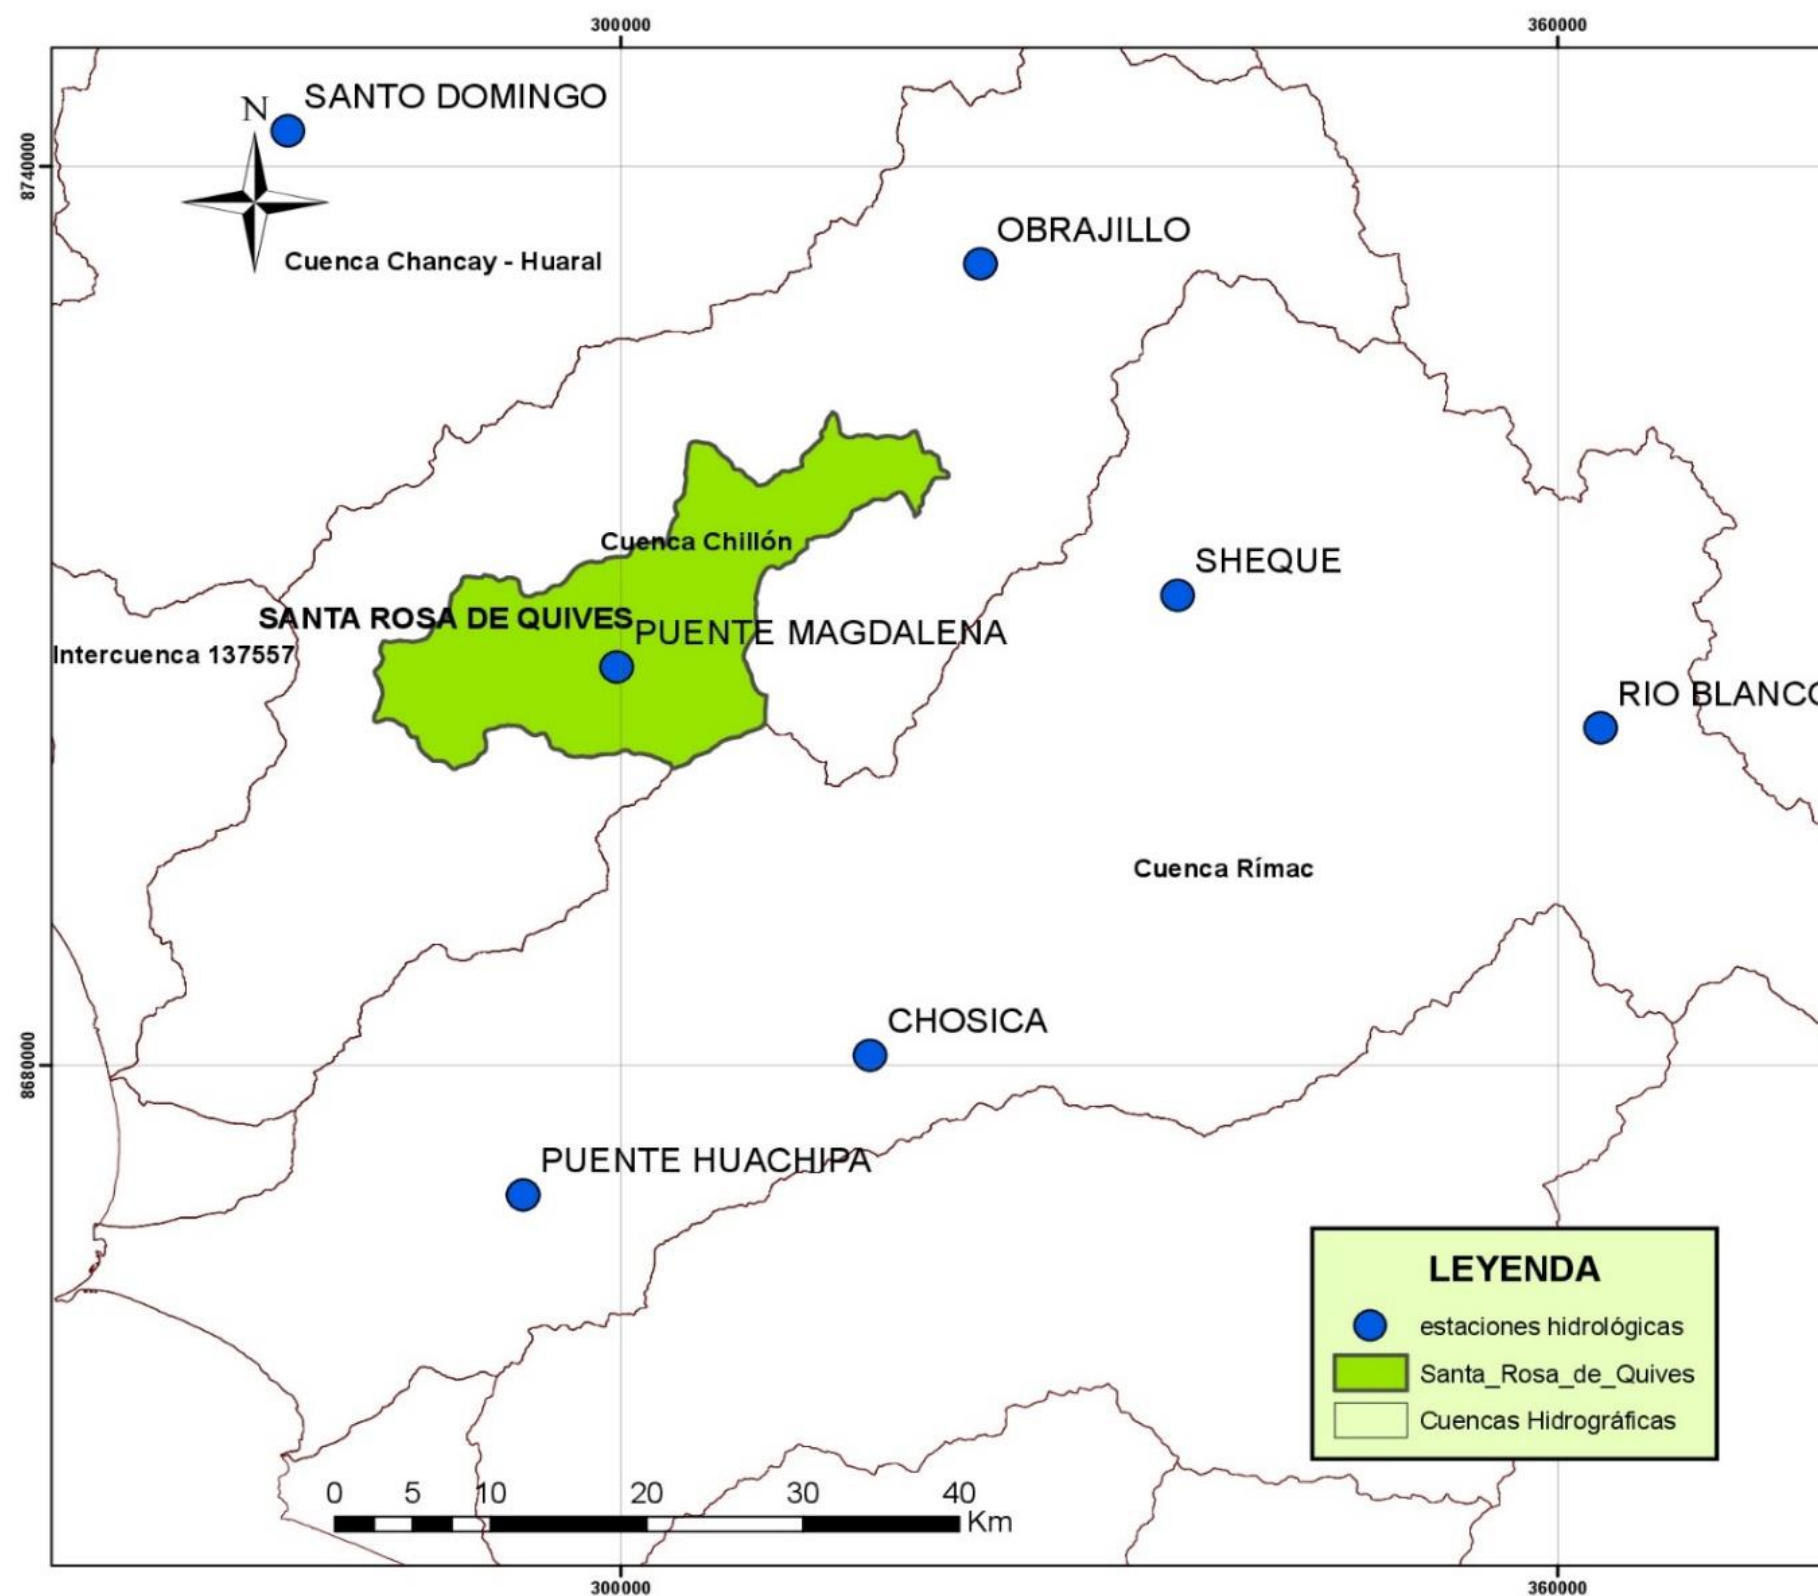 300000
360000
N
SANTO DOMINGO
8740000
OBRAJILLO
Cuenca Chancay - Huaral
Cuenca Chillón
SHEQUE
SANTA ROSA DE QUIVES
PUENTE MAGDALENA
Intercuenca 137557
RIO BLANCO
Cuenca Rímac
CHOSICA
8680000
PUENTE HUACHIPA
LEYENDA
estaciones hidrológicas
Santa_Rosa_de_Quives
Cuencas Hidrográficas
0 5 10 20 30 40
Km
300000
360000